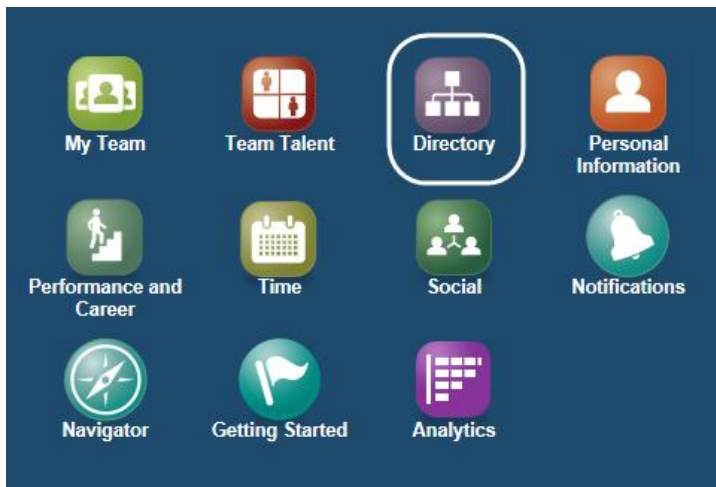 My Team
Team Talent
Directory
Personal
Information
Performance and
Career
Time
Social
Notifications
Navigator
Getting Started
Analytics